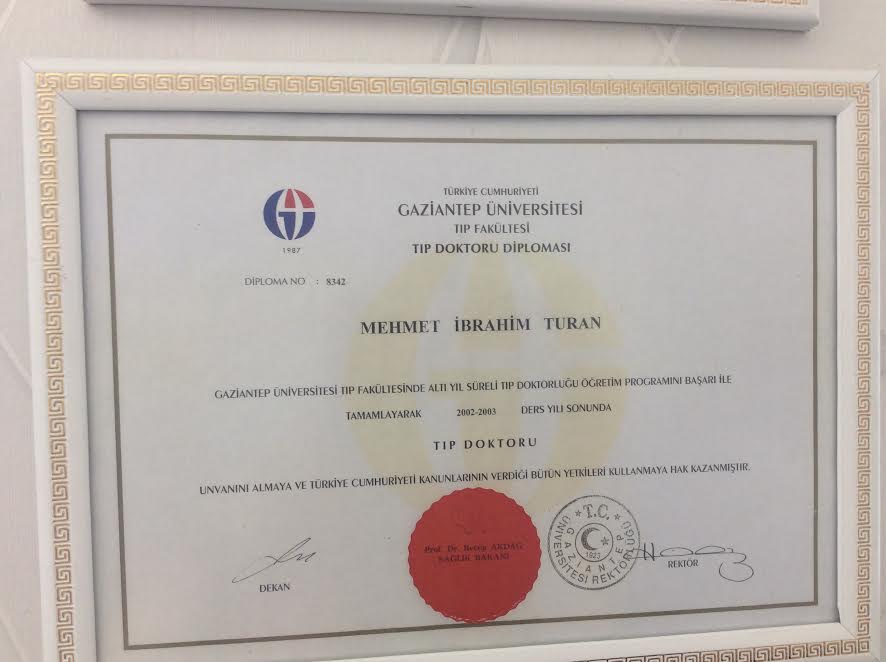 TÜRKİYE CUMHURİYETİ
GAZİANTEP ÜNİVERSİTESİ
TIP FAKÜLTESİ
TIP DOKTORU DİPLOMASI
1987
DİPLOMA NO : 8342
MEHMET İBRAHİM TURAN
GAZİANTEP ÜNİVERSİTESİ TIP FAKÜLTESİNDE ALTI YIL SÜRELİ TIP DOKTORLUĞU ÖĞRETİM PROGRAMINI BAŞARI İLE
TAMAMLAYARAK 2002-2003 DERS YILI SONUNDA
TIP DOKTORU
UNVANINI ALMAYA VE TÜRKİYE CUMHURİYETİ KANUNLARININ VERDİĞİ BÜTÜN YETKİLERİ KULLANMAYA HAK KAZANMIŞTIR.
Prof. Dr. Recep AKDAĞ
SAĞLIK BAKANI
T.C.
GAZİANTEP
ÜNİVERSİTESİ REKTÖRLÜĞÜ
1923
DEKAN
REKTÖR